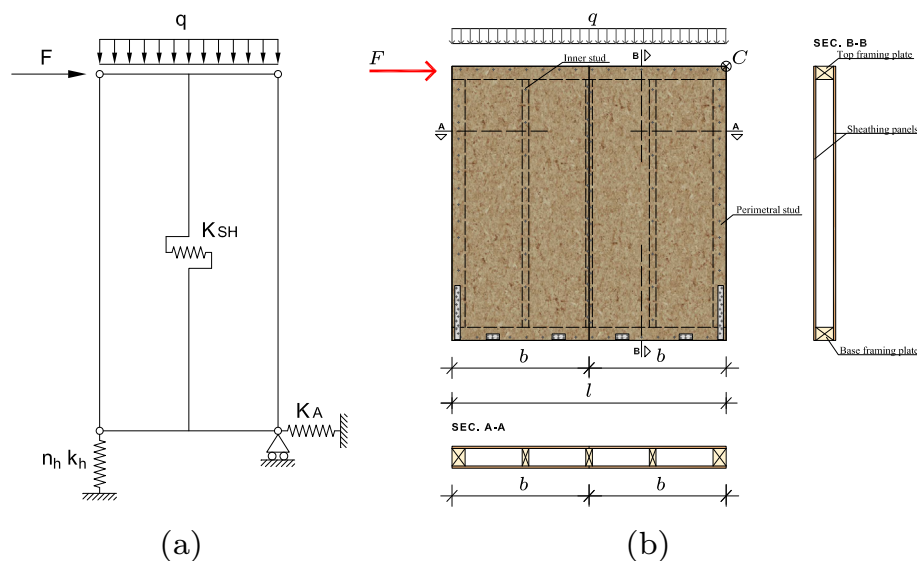 q
F
K SH
K A
n h k h
(a)
q
F
B
C
Inner stud
A
A
Perimetral stud
B
b
b
l
SEC. A-A
b
b
(b)
SEC. B-B
Top framing plate
Sheathing panels
Base framing plate